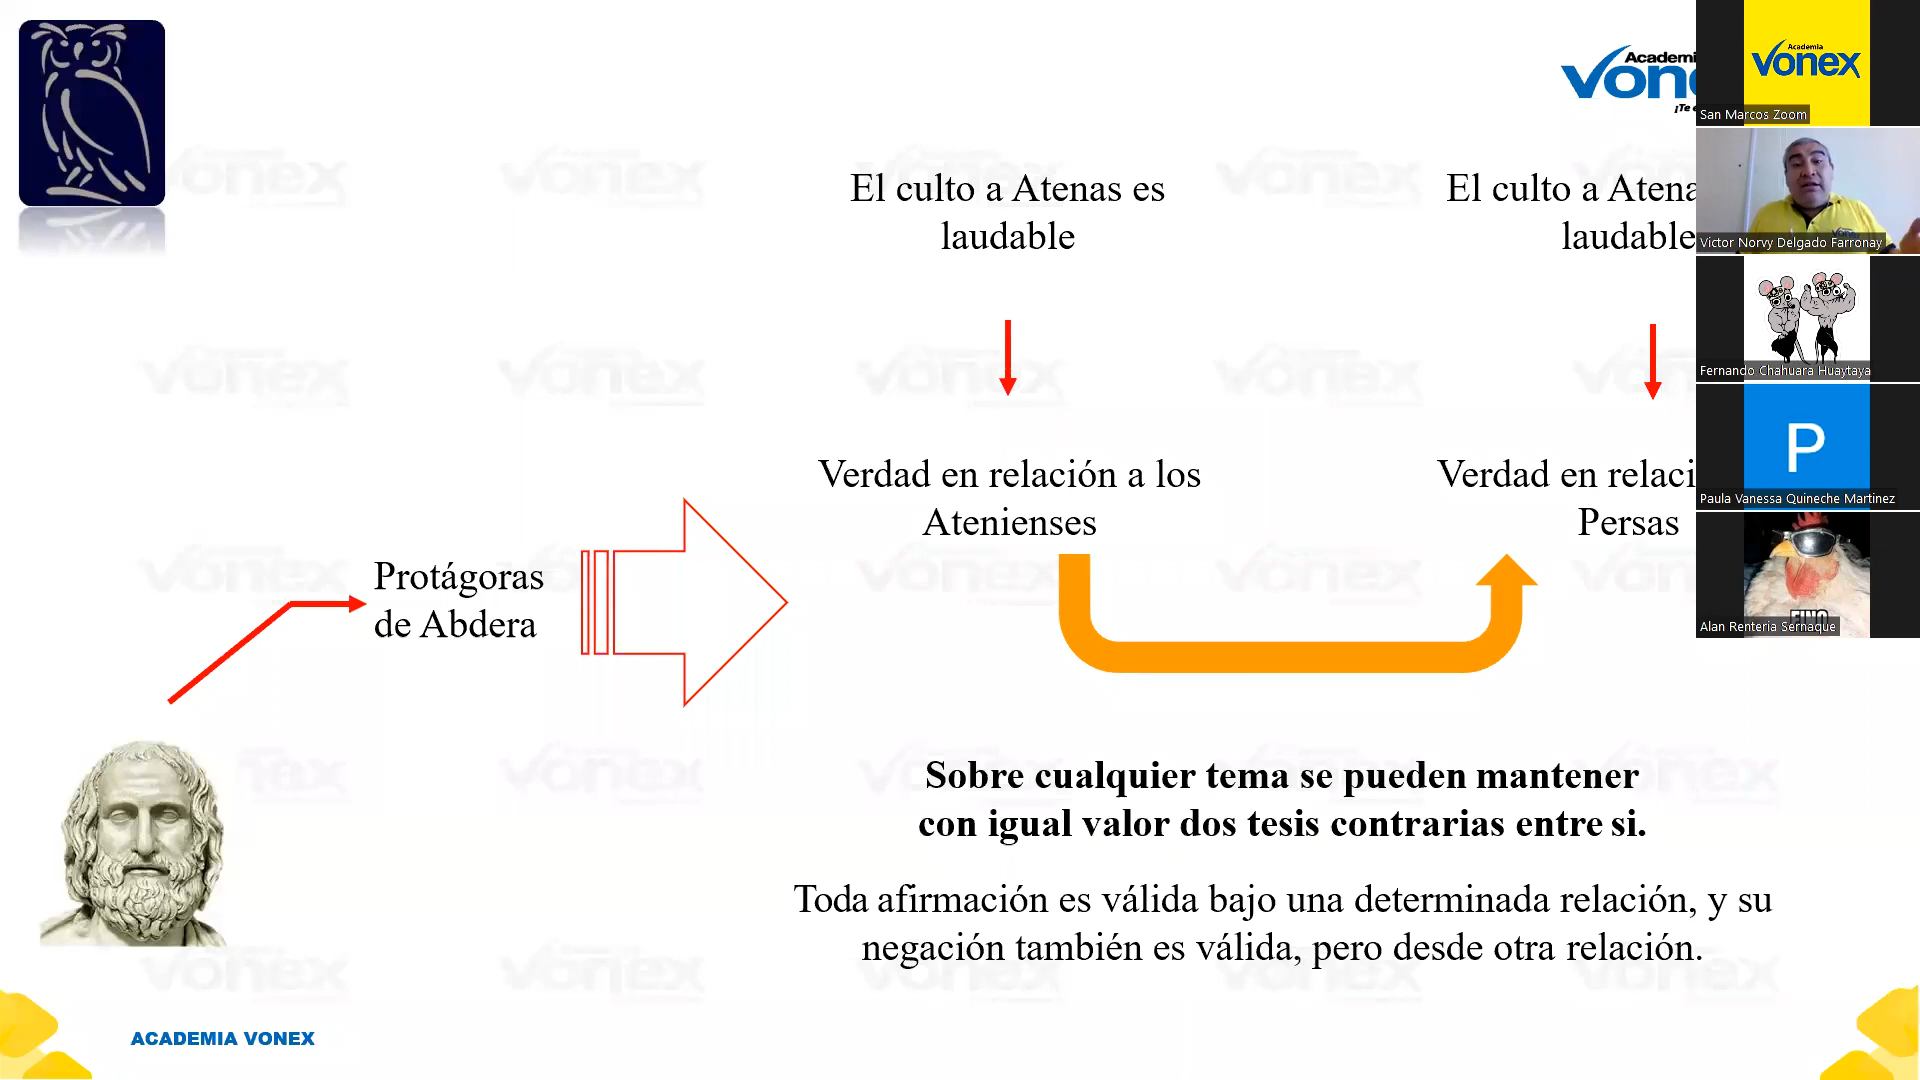 Academia
vonex
San Marcos Zoom
Victor Norvy Delgado Farronay
Fernando Chahuara Huaytaya
Paula Vanessa Quineche Martinez
P
FINO
Alan Renteria Sernaque
El culto a Atenas es
laudable
El culto a
laudable
Verdad en relación a los
Atenienses
Verdad en
Persas
Protágoras
de Abdera
Sobre cualquier tema se pueden mantener
con igual valor dos tesis contrarias entre si.
Toda afirmación es válida bajo una determinada relación, y su
negación también es válida, pero desde otra relación.
ACADEMIA VONEX